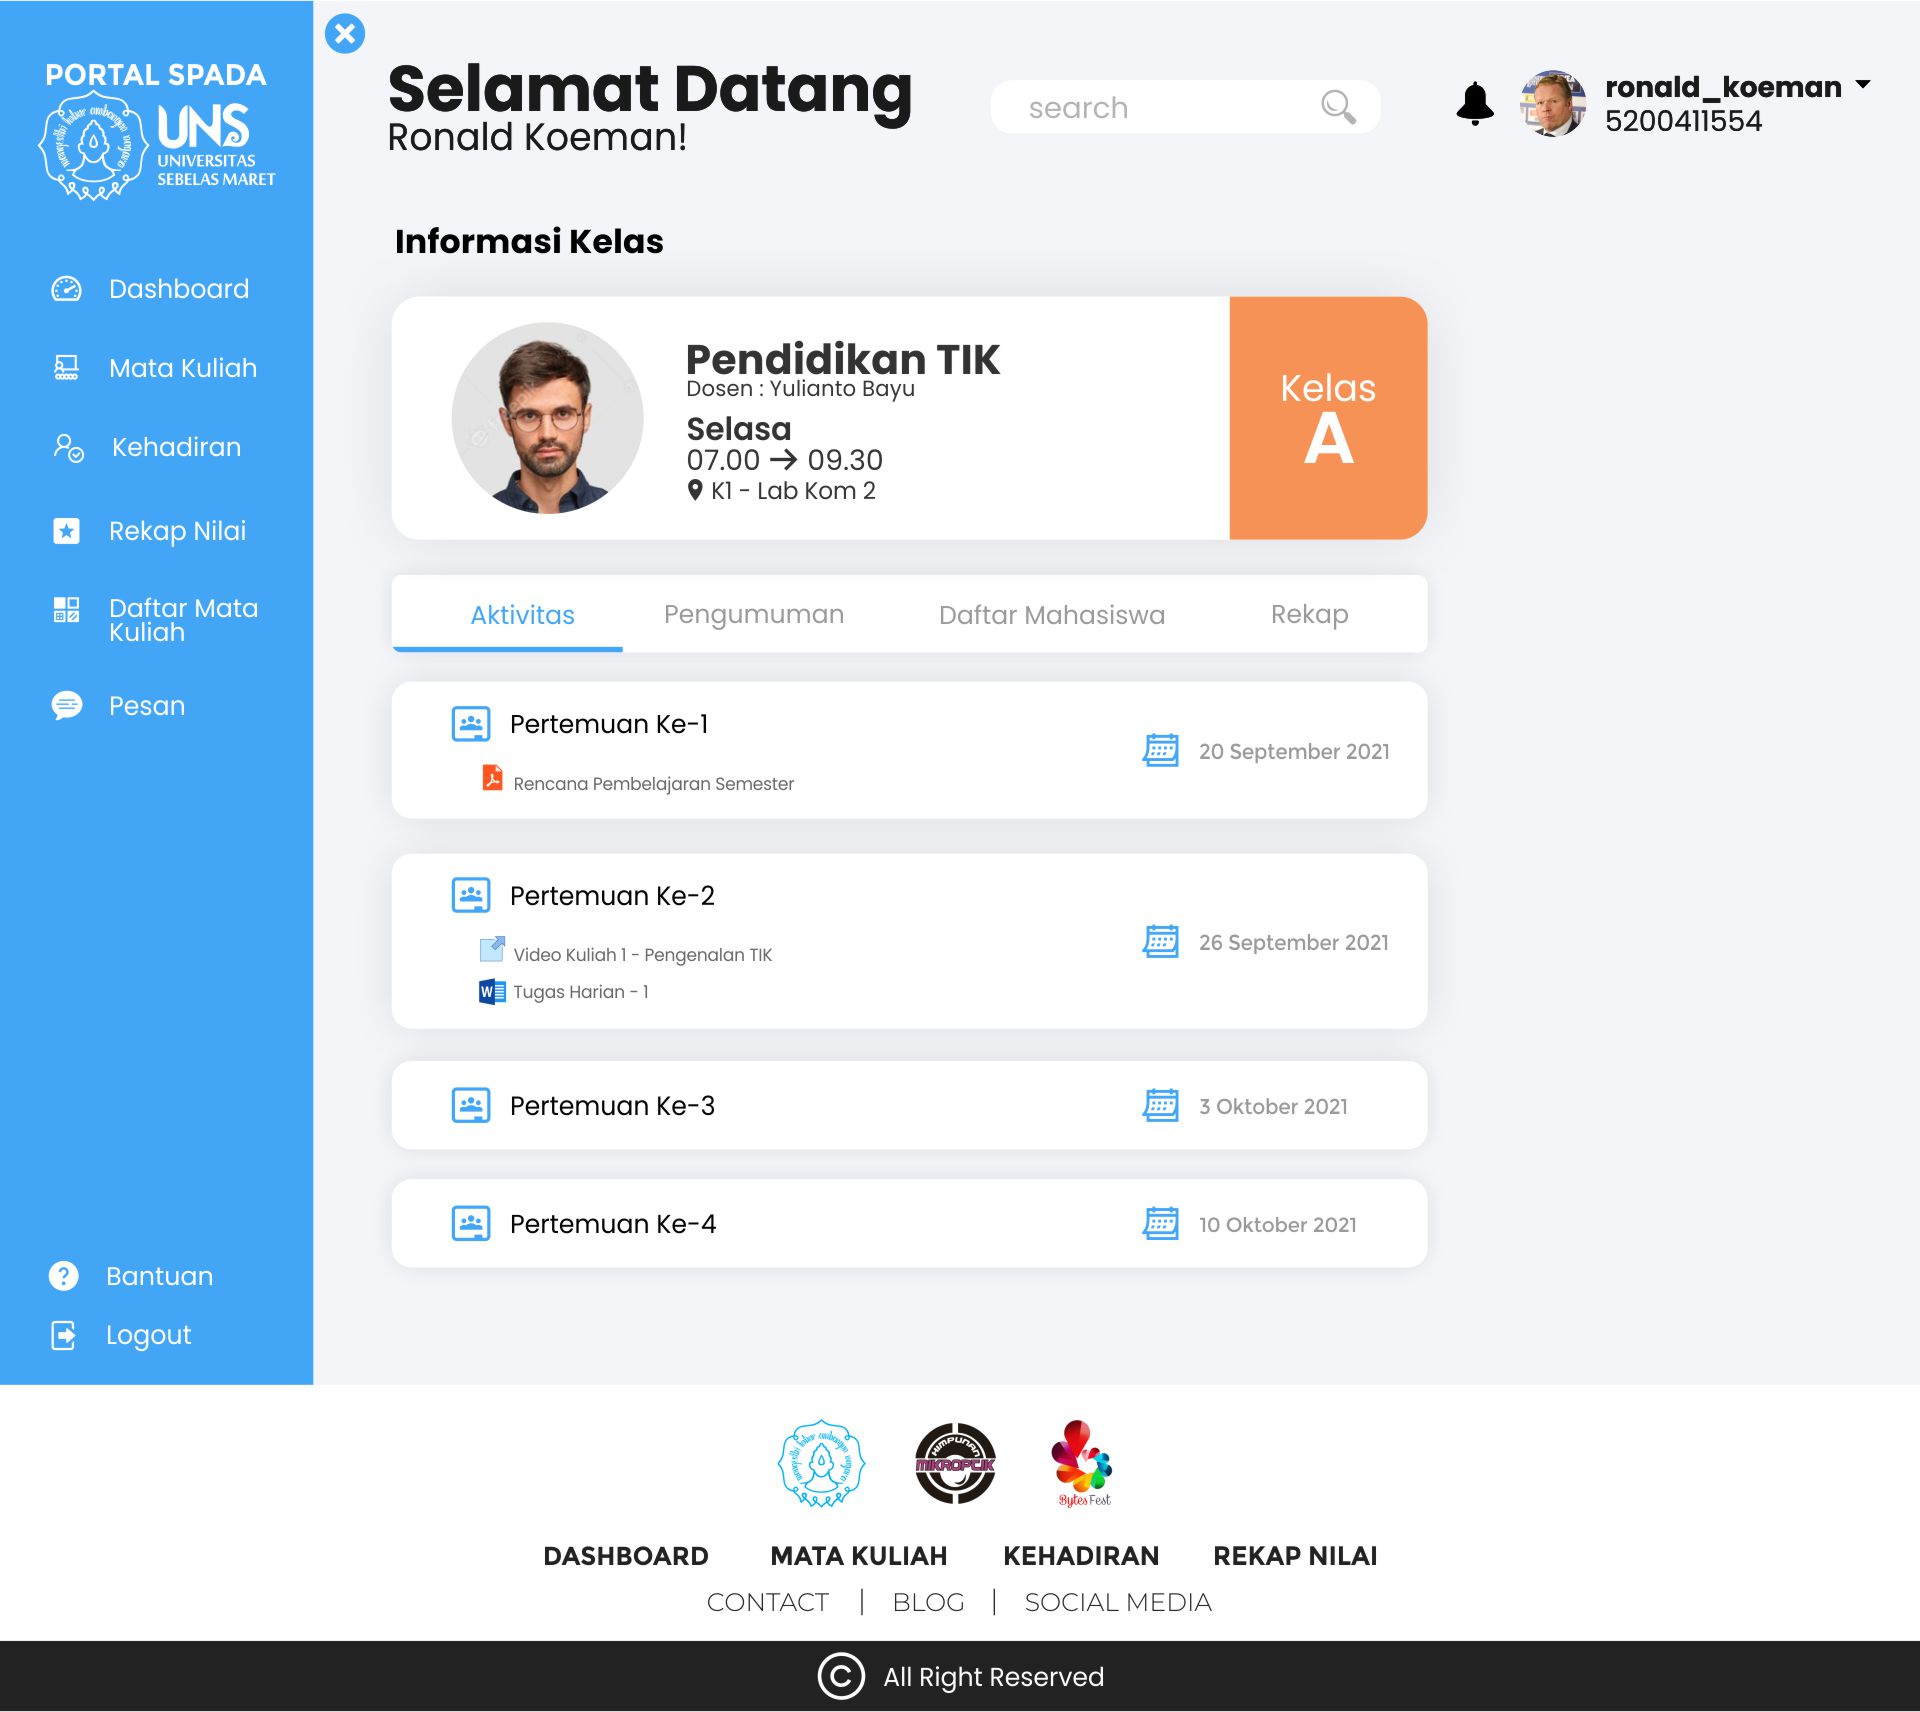 PORTAL SPADA
UNS
UNIVERSITAS
SEBELAS MARET
Dashboard
Mata Kuliah
Kehadiran
Rekap Nilai
Daftar Mata
Kuliah
Pesan
Bantuan
Logout
Selamat Datang
Ronald Koeman!
search
ronald_koeman
5200411554
Informasi Kelas
Pendidikan TIK
Dosen : Yulianto Bayu
Selasa
07.00 → 09.30
K1 - Lab Kom 2
Kelas
A
Aktivitas Pengumuman Daftar Mahasiswa Rekap
Pertemuan Ke-1
Rencana Pembelajaran Semester
20 September 2021
Pertemuan Ke-2
Video Kuliah 1 - Pengenalan TIK
Tugas Harian - 1
26 September 2021
Pertemuan Ke-3
3 Oktober 2021
Pertemuan Ke-4
10 Oktober 2021
HIMPUNAN
MIKROPTIK
Bytes Fest
DASHBOARD MATA KULIAH KEHADIRAN REKAP NILAI
CONTACT | BLOG | SOCIAL MEDIA
© All Right Reserved